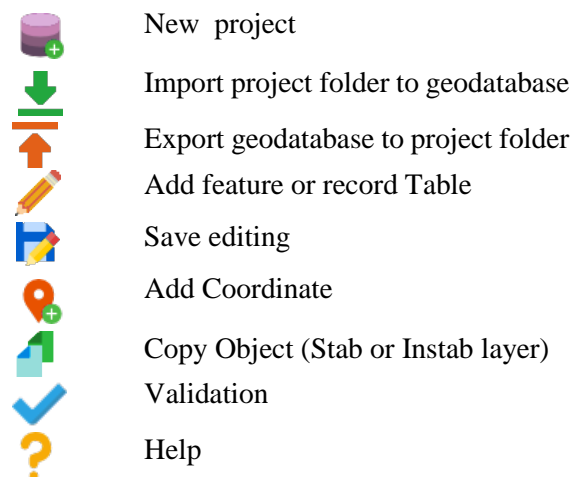 New project
Import project folder to geodatabase
Export geodatabase to project folder
Add feature or record Table
Save editing
Add Coordinate
Copy Object (Stab or Instab layer)
Validation
Help